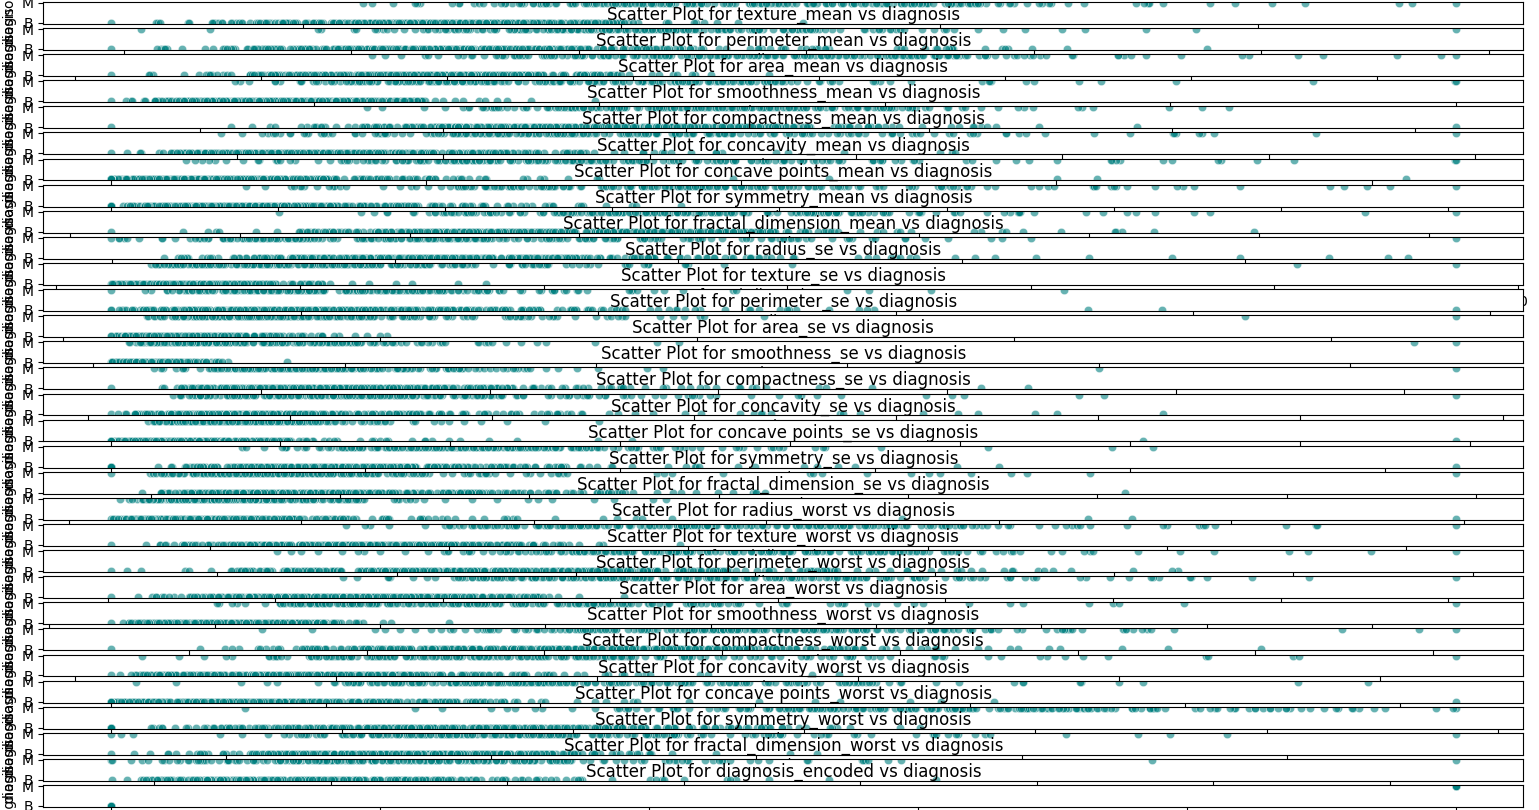 M
Scatter Plot for texture_mean vs diagnosis
B
M
Scatter Plot for perimeter_mean vs diagnosis
B
M
Scatter Plot for area_mean vs diagnosis
B
M
Scatter Plot for smoothness_mean vs diagnosis
B
M
Scatter Plot for compactness_mean vs diagnosis
B
M
Scatter Plot for concavity_mean vs diagnosis
B
M
Scatter Plot for concave points_mean vs diagnosis
B
M
Scatter Plot for symmetry_mean vs diagnosis
B
M
Scatter Plot for fractal_dimension_mean vs diagnosis
B
M
Scatter Plot for radius_se vs diagnosis
B
M
Scatter Plot for texture_se vs diagnosis
B
M
Scatter Plot for perimeter_se vs diagnosis
B
M
Scatter Plot for area_se vs diagnosis
B
M
Scatter Plot for smoothness_se vs diagnosis
B
M
Scatter Plot for compactness_se vs diagnosis
B
M
Scatter Plot for concavity_se vs diagnosis
B
M
Scatter Plot for concave points_se vs diagnosis
B
M
Scatter Plot for symmetry_se vs diagnosis
B
M
Scatter Plot for fractal_dimension_se vs diagnosis
B
M
Scatter Plot for radius_worst vs diagnosis
B
M
Scatter Plot for texture_worst vs diagnosis
B
M
Scatter Plot for perimeter_worst vs diagnosis
B
M
Scatter Plot for area_worst vs diagnosis
B
M
Scatter Plot for smoothness_worst vs diagnosis
B
M
Scatter Plot for compactness_worst vs diagnosis
B
M
Scatter Plot for concavity_worst vs diagnosis
B
M
Scatter Plot for concave points_worst vs diagnosis
B
M
Scatter Plot for symmetry_worst vs diagnosis
B
M
Scatter Plot for fractal_dimension_worst vs diagnosis
B
M
Scatter Plot for diagnosis_encoded vs diagnosis
B
M
B